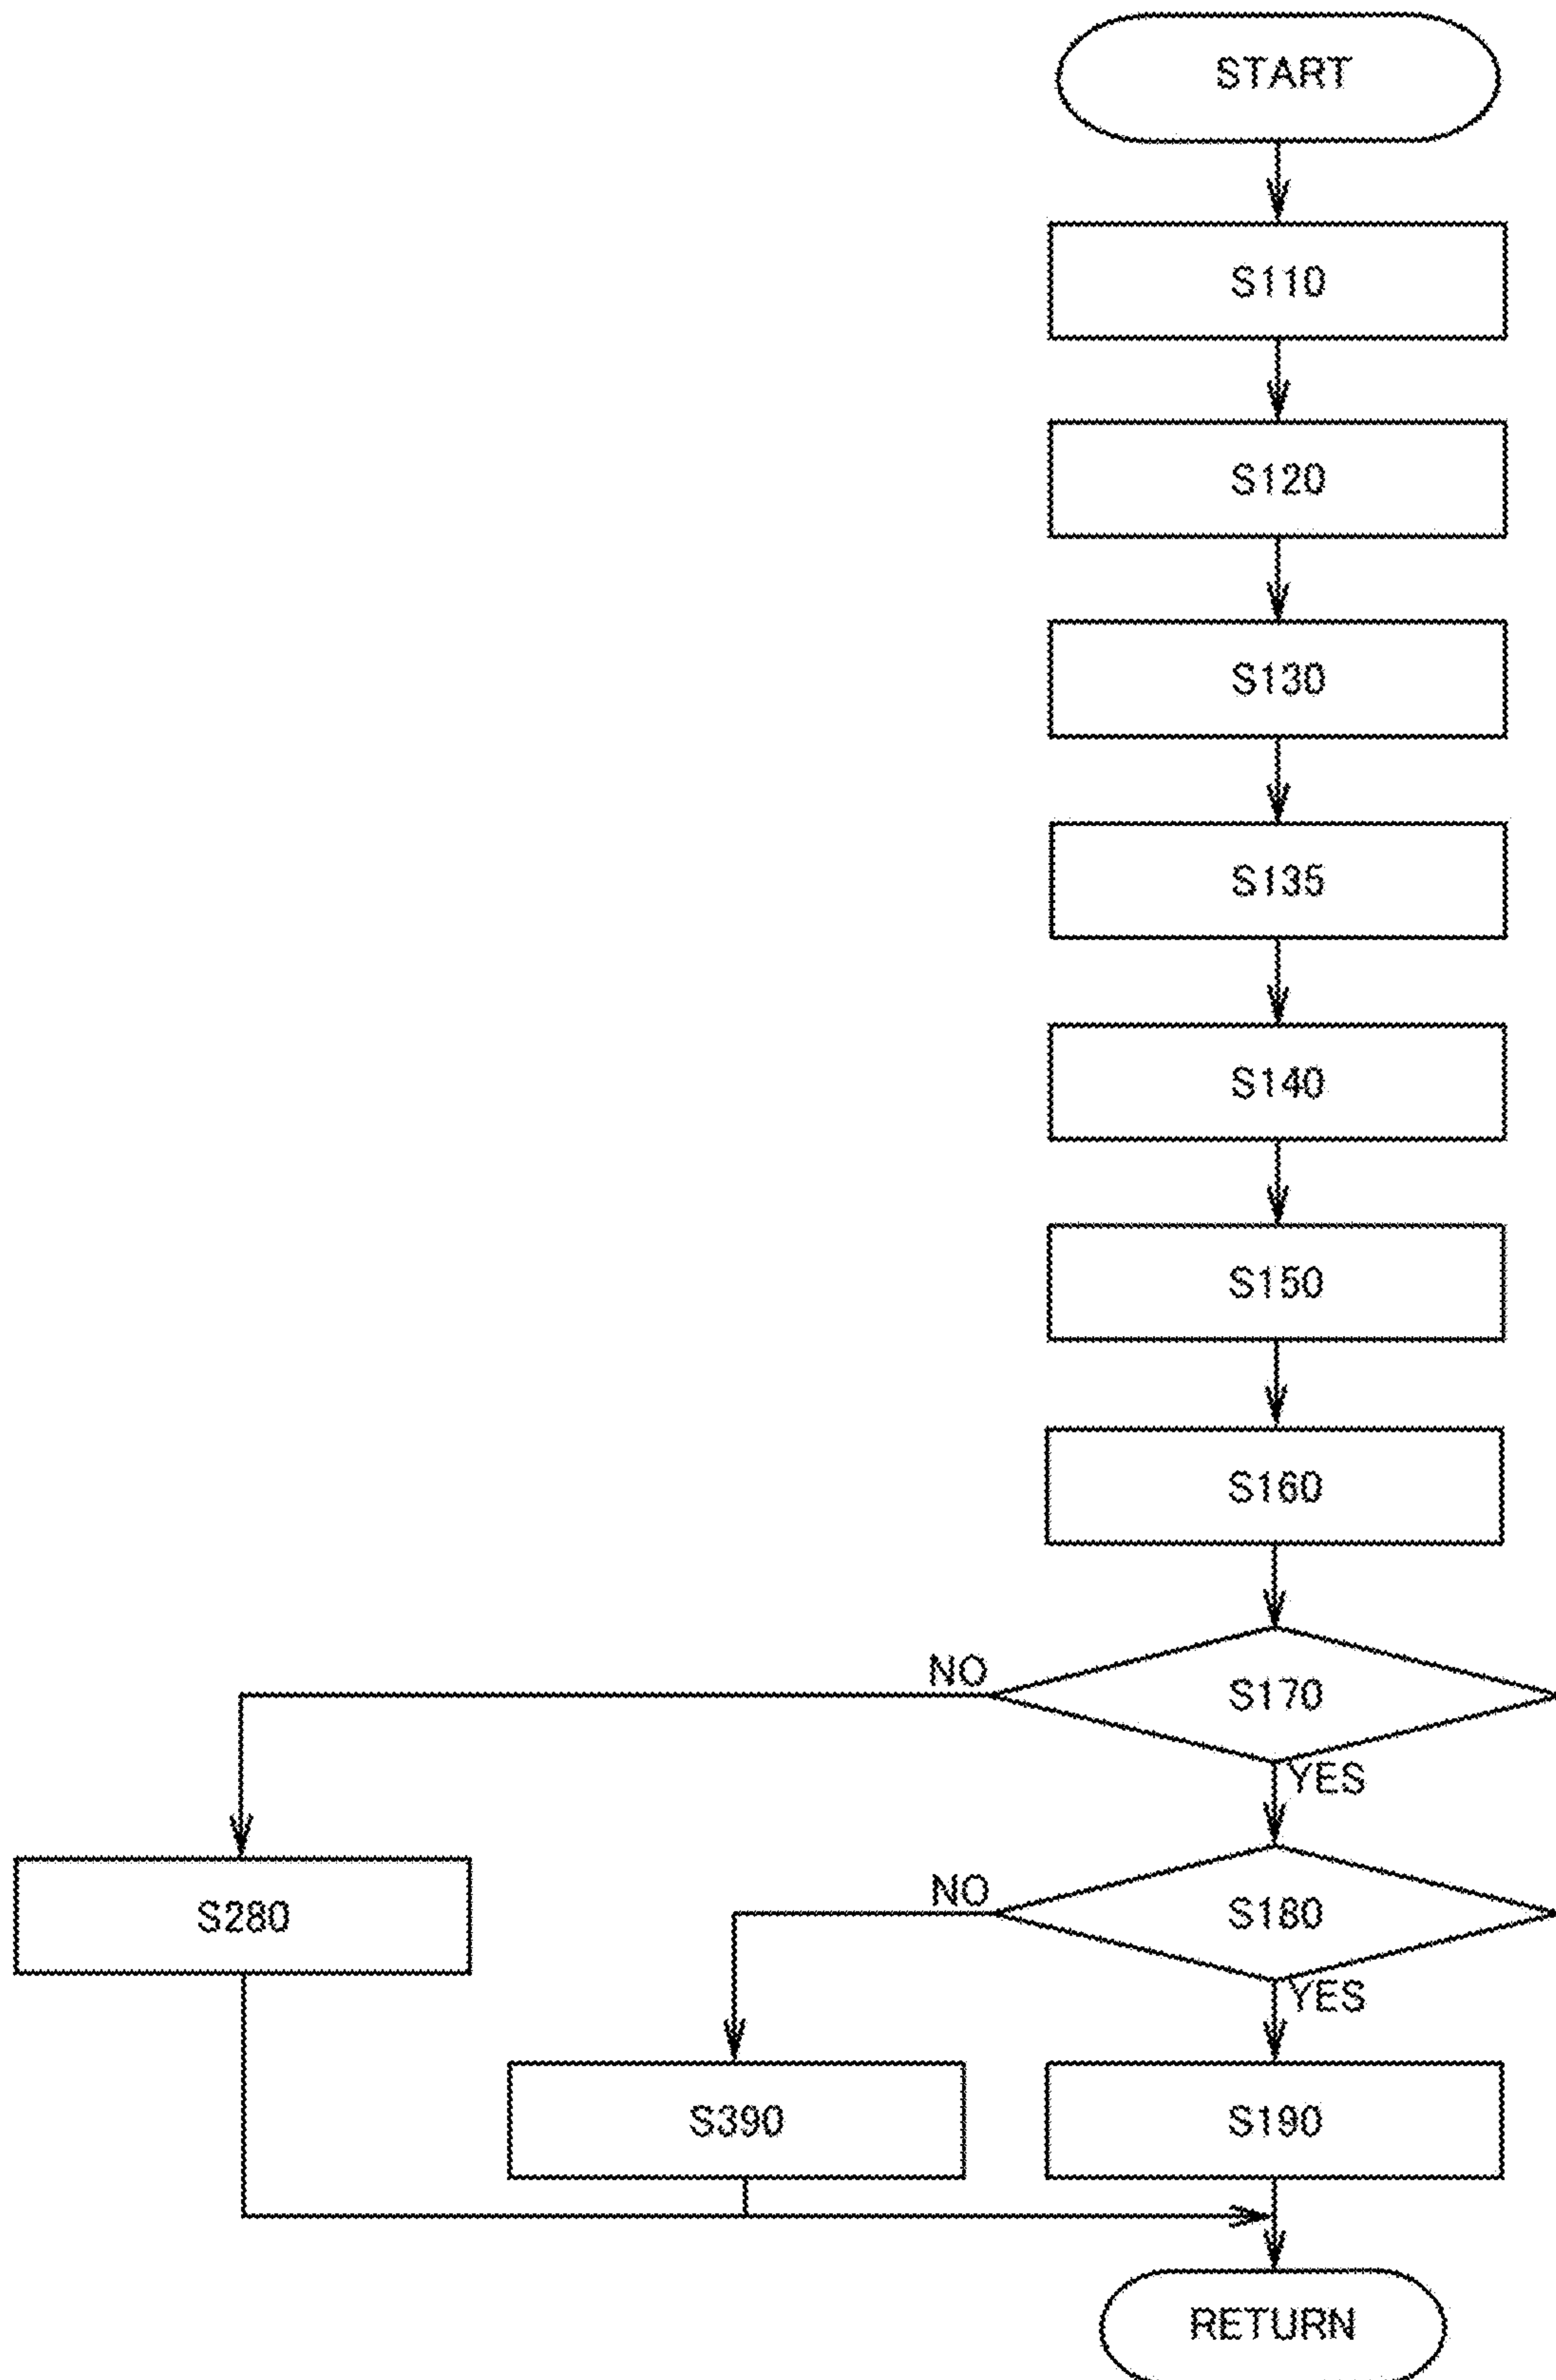 START
S110
S120
S130
S135
S140
S150
S160
NO
S170
YES
NO
S180
S280
YES
S390
S190
RETURN